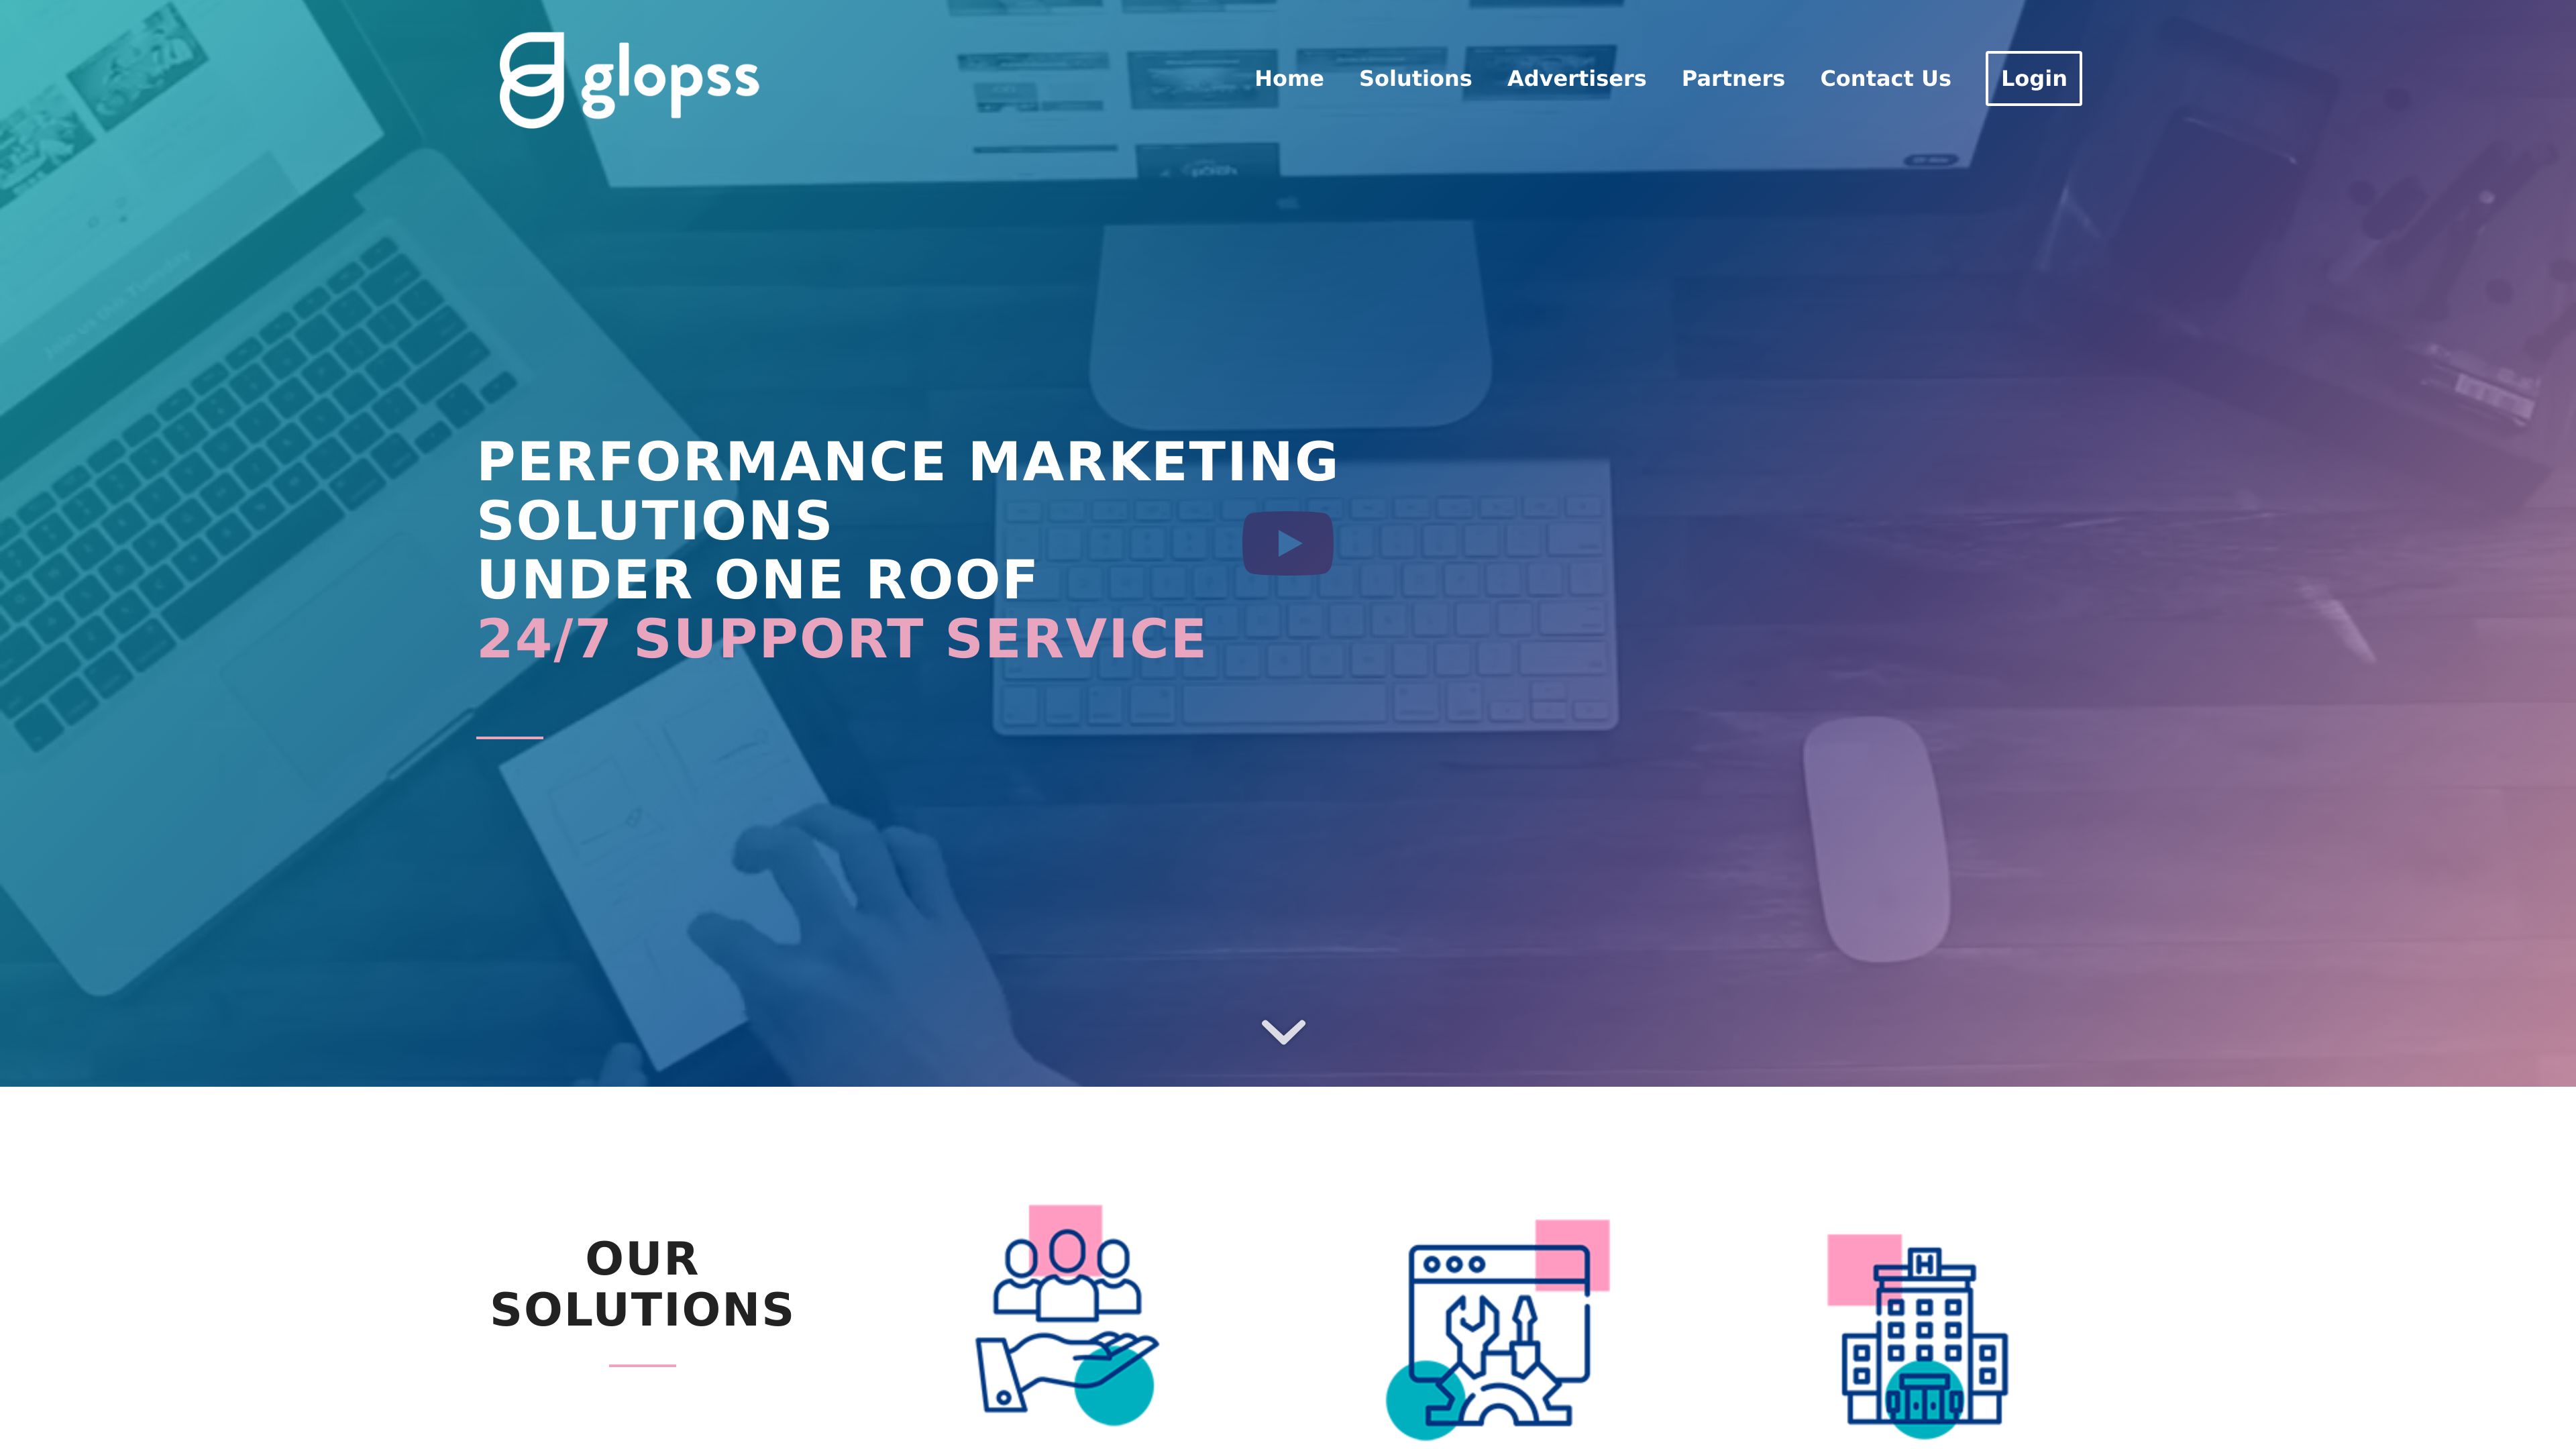 glopss
Home Solutions Advertisers Partners Contact Us Login
PERFORMANCE MARKETING
SOLUTIONS
UNDER ONE ROOF
24/7 SUPPORT SERVICE
OUR
SOLUTIONS
H